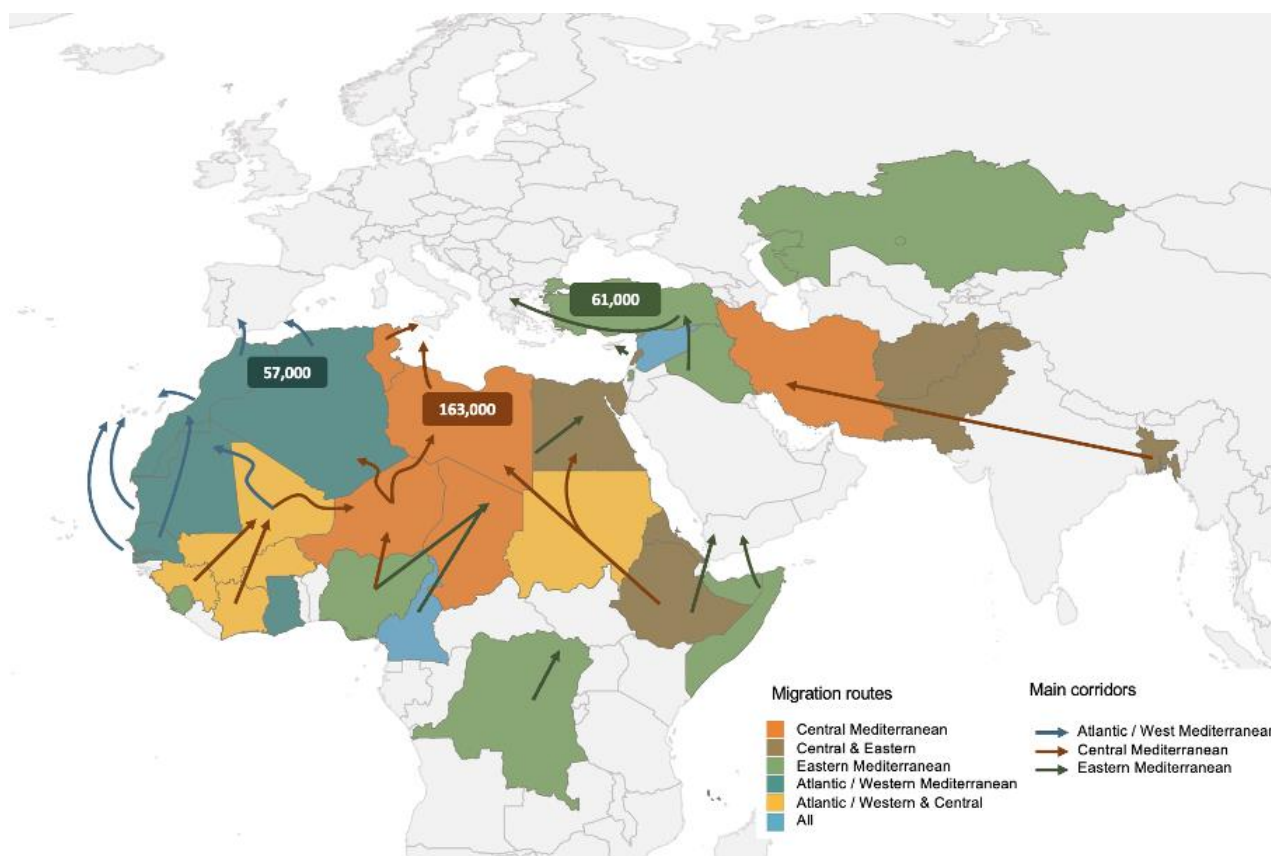 61,000
57,000
163,000
Migration routes
Central Mediterranean
Central & Eastern
Eastern Mediterranean
Atlantic / Western Mediterranean
Atlantic / Western & Central
All
Main corridors
Atlantic / West Mediterranean
Central Mediterranean
Eastern Mediterranean